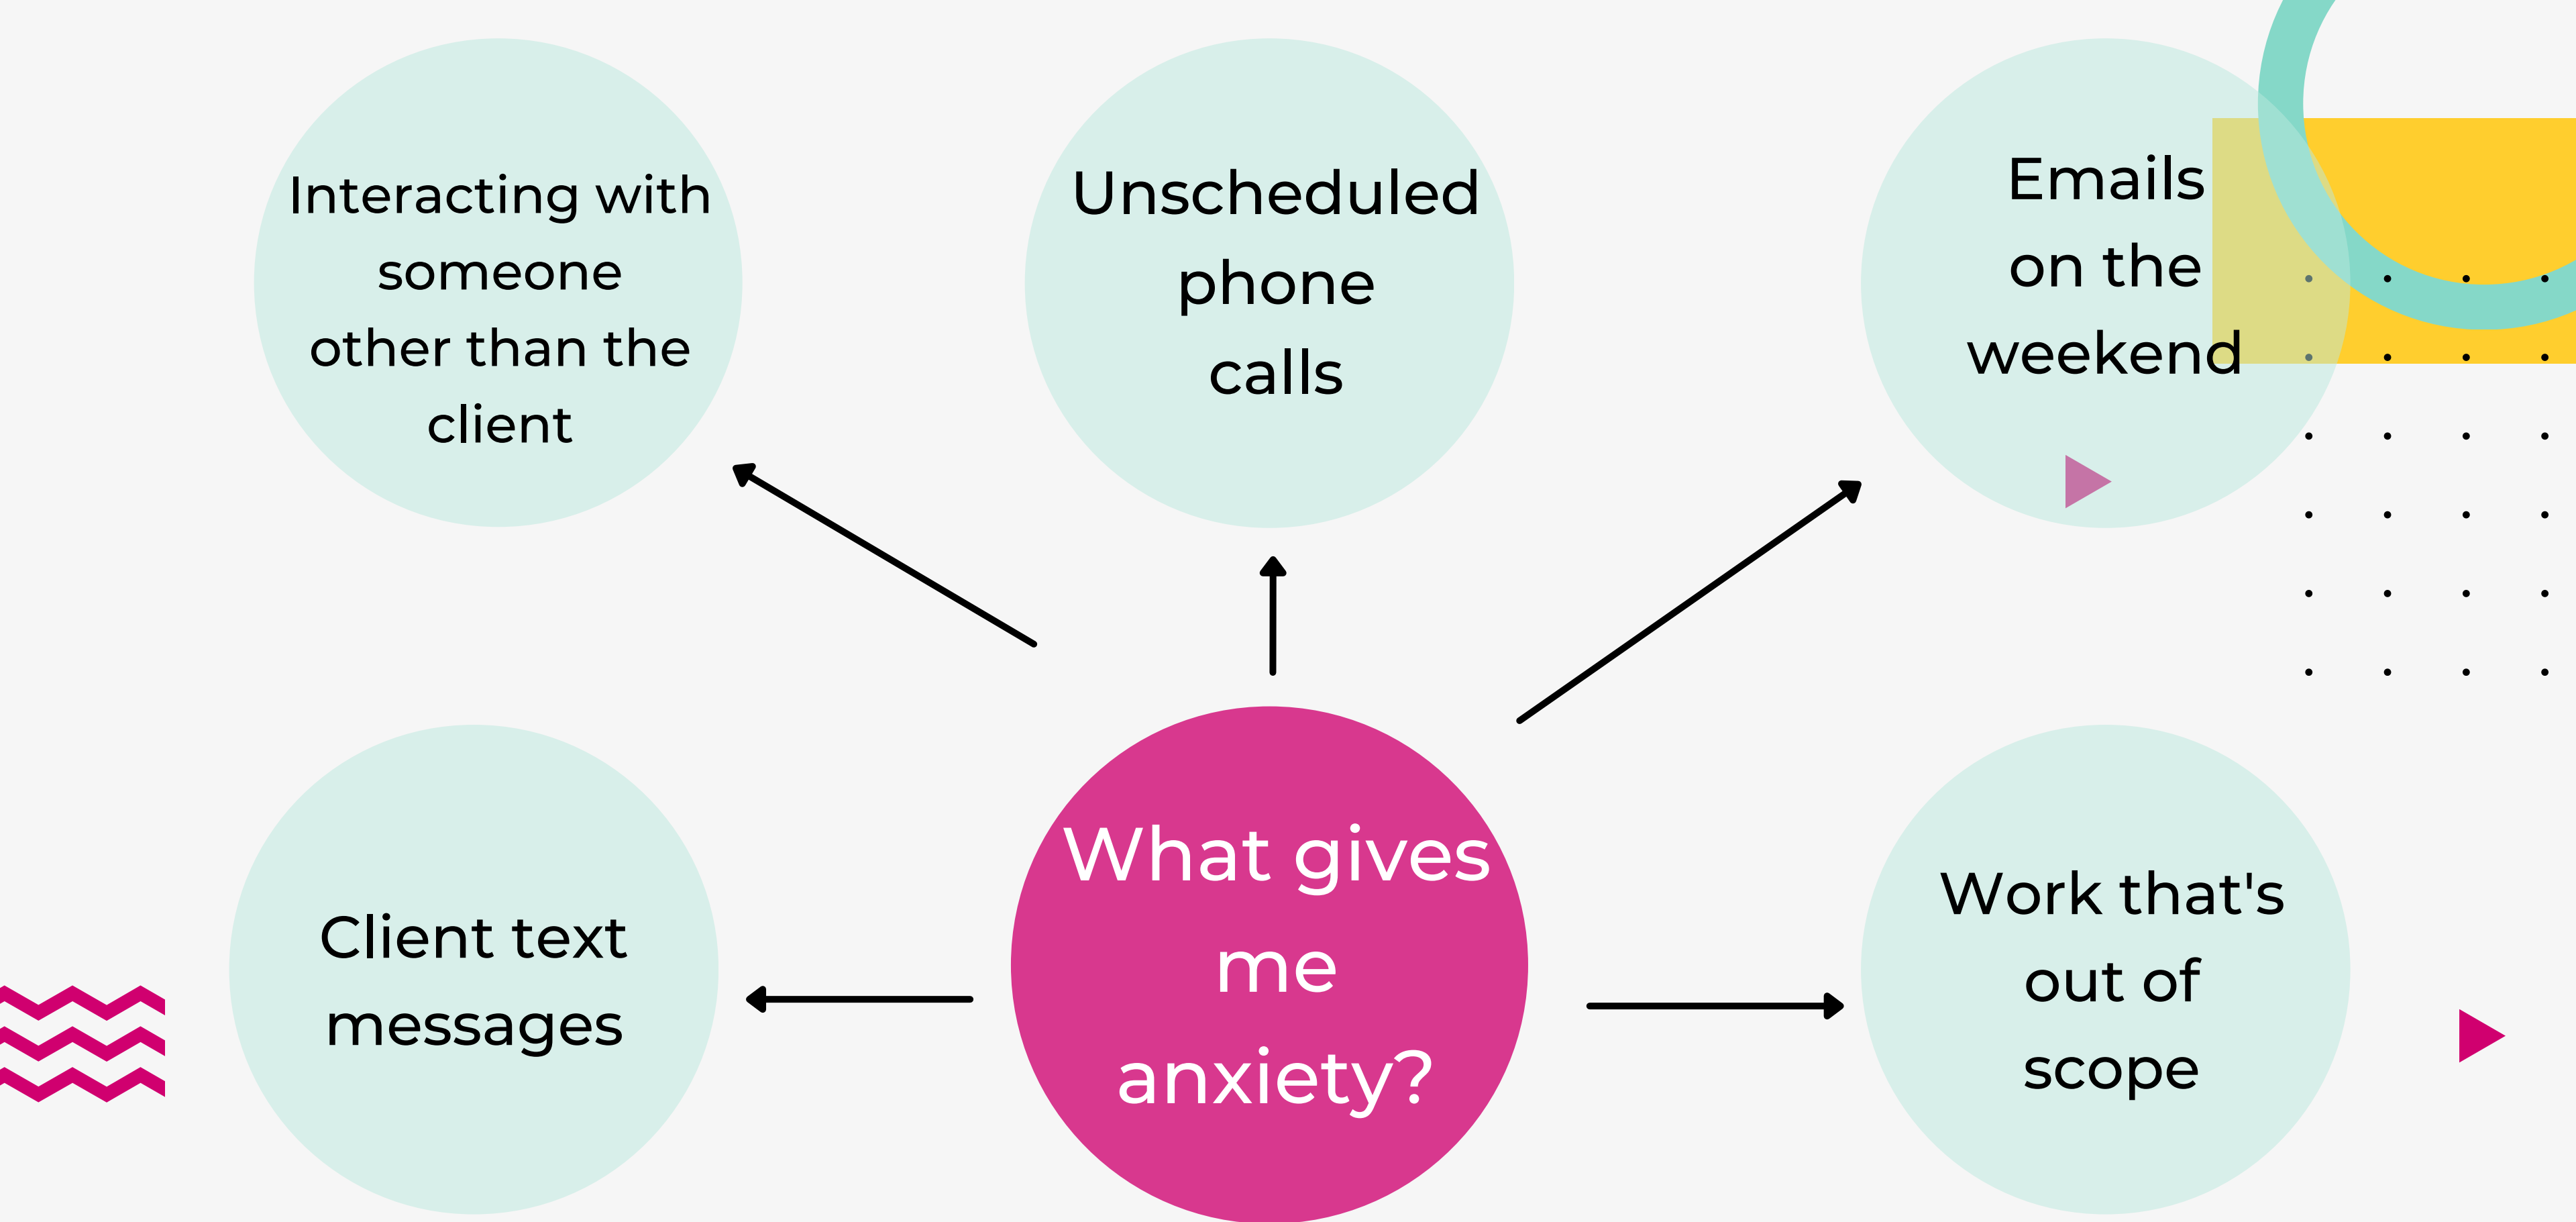 Interacting with
someone
other than the
client
Unscheduled
phone
calls
Emails
on the
weekend
Client text
messages
What gives
me
anxiety?
Work that's
out of
scope